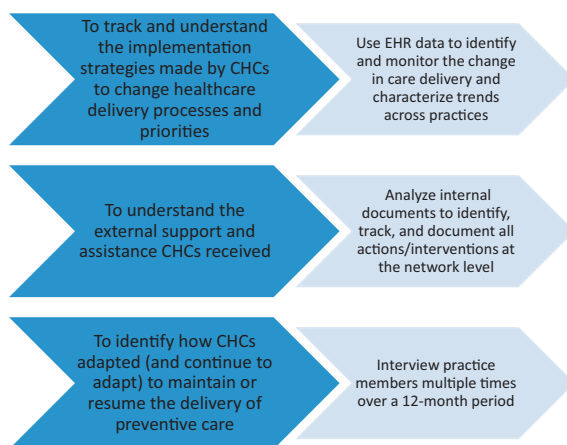 To track and understand
the implementation
strategies made by CHCs
to change healthcare
delivery processes and
priorities
Use EHR data to identify
and monitor the change
in care delivery and
characterize trends
across practices
To understand the
external support and
assistance CHCs received
Analyze internal
documents to identify,
track, and document all
actions/interventions at
the network level
To identify how CHCs
adapted (and continue to
adapt) to maintain or
resume the delivery of
preventive care
Interview practice
members multiple times
over a 12-month period